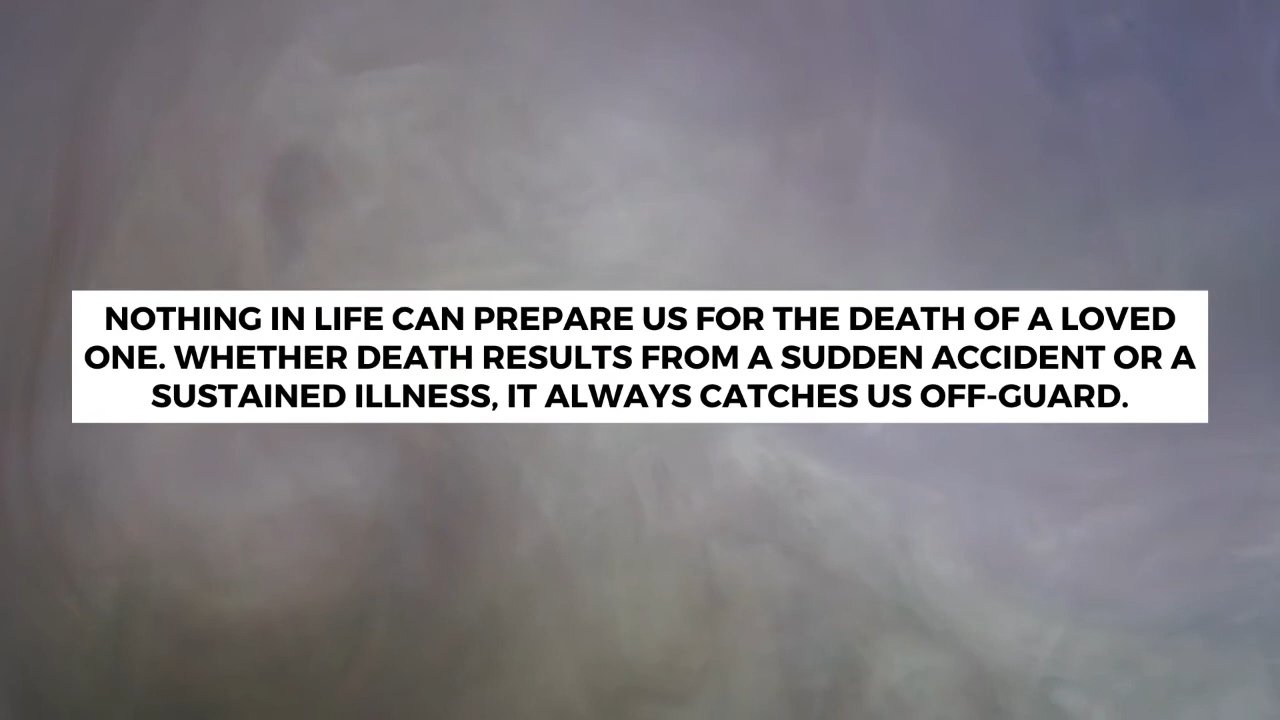 NOTHING IN LIFE CAN PREPARE US FOR THE DEATH OF A LOVED
ONE. WHETHER DEATH RESULTS FROM A SUDDEN ACCIDENT OR A
SUSTAINED ILLNESS, IT ALWAYS CATCHES US OFF-GUARD.